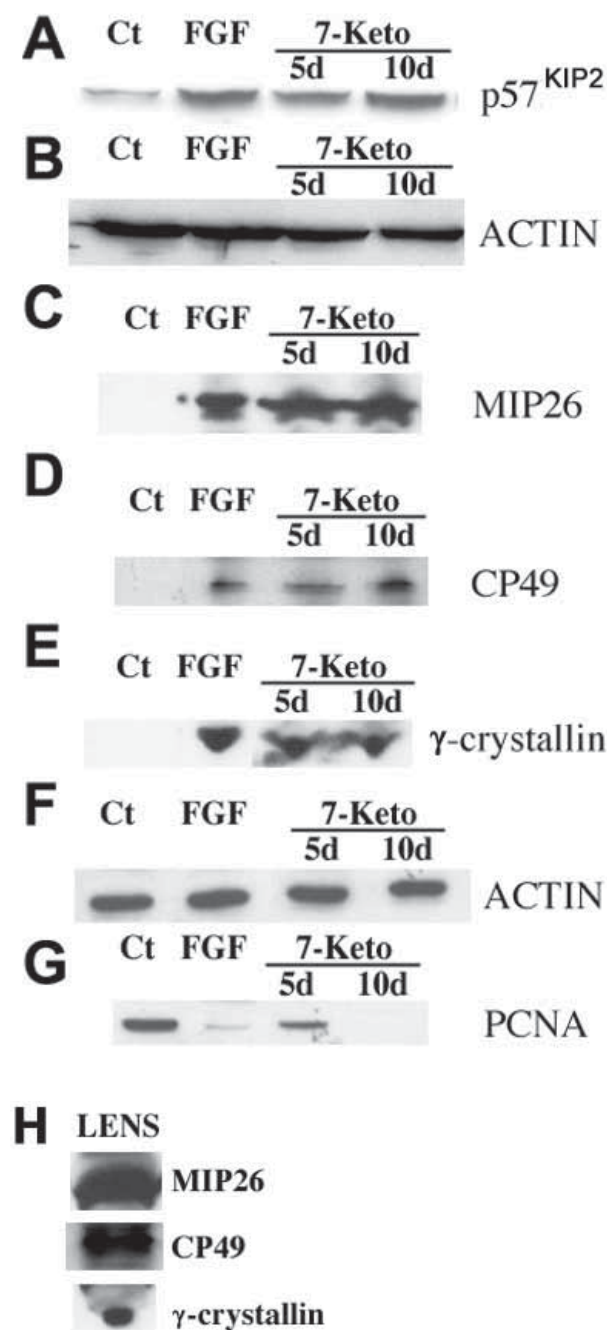 A
Ct FGF 7-Keto
5d 10d
p57 KIP2
B
Ct FGF 7-Keto
5d 10d
ACTIN
C
Ct FGF 7-Keto
5d 10d
MIP26
D
Ct FGF 7-Keto
5d 10d
CP49
E
Ct FGF 7-Keto
5d 10d
γ-crystallin
F
Ct FGF 7-Keto
5d 10d
ACTIN
G
Ct FGF 7-Keto
5d 10d
PCNA
H LENS
MIP26
CP49
γ-crystallin